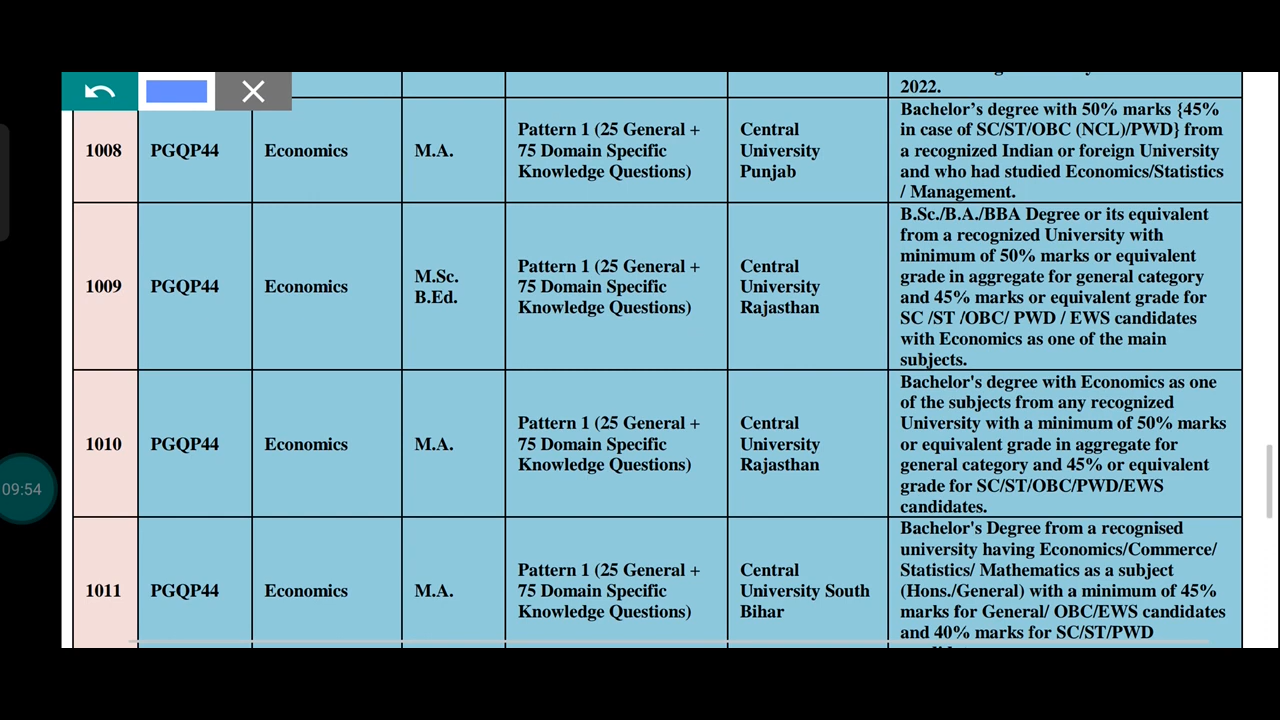 2022.
1008
PGQP44
Economics
M.A.
Pattern 1 (25 General +
75 Domain Specific
Knowledge Questions)
Central
University
Punjab
Bachelor’s degree with 50% marks {45%
in case of SC/ST/OBC (NCL)/PWD} from
a recognized Indian or foreign University
and who had studied Economics/Statistics
/ Management.
1009
PGQP44
Economics
M.Sc.
B.Ed.
Pattern 1 (25 General +
75 Domain Specific
Knowledge Questions)
Central
University
Rajasthan
B.Sc./B.A./BBA Degree or its equivalent
from a recognized University with
minimum of 50% marks or equivalent
grade in aggregate for general category
and 45% marks or equivalent grade for
SC /ST /OBC/ PWD / EWS candidates
with Economics as one of the main
subjects.
1010
PGQP44
Economics
M.A.
Pattern 1 (25 General +
75 Domain Specific
Knowledge Questions)
Central
University
Rajasthan
Bachelor's degree with Economics as one
of the subjects from any recognized
University with a minimum of 50% marks
or equivalent grade in aggregate for
general category and 45% or equivalent
grade for SC/ST/OBC/PWD/EWS
candidates.
1011
PGQP44
Economics
M.A.
Pattern 1 (25 General +
75 Domain Specific
Knowledge Questions)
Central
University South
Bihar
Bachelor's Degree from a recognised
university having Economics/Commerce/
Statistics/ Mathematics as a subject
(Hons./General) with a minimum of 45%
marks for General/ OBC/EWS candidates
and 40% marks for SC/ST/PWD
09:54